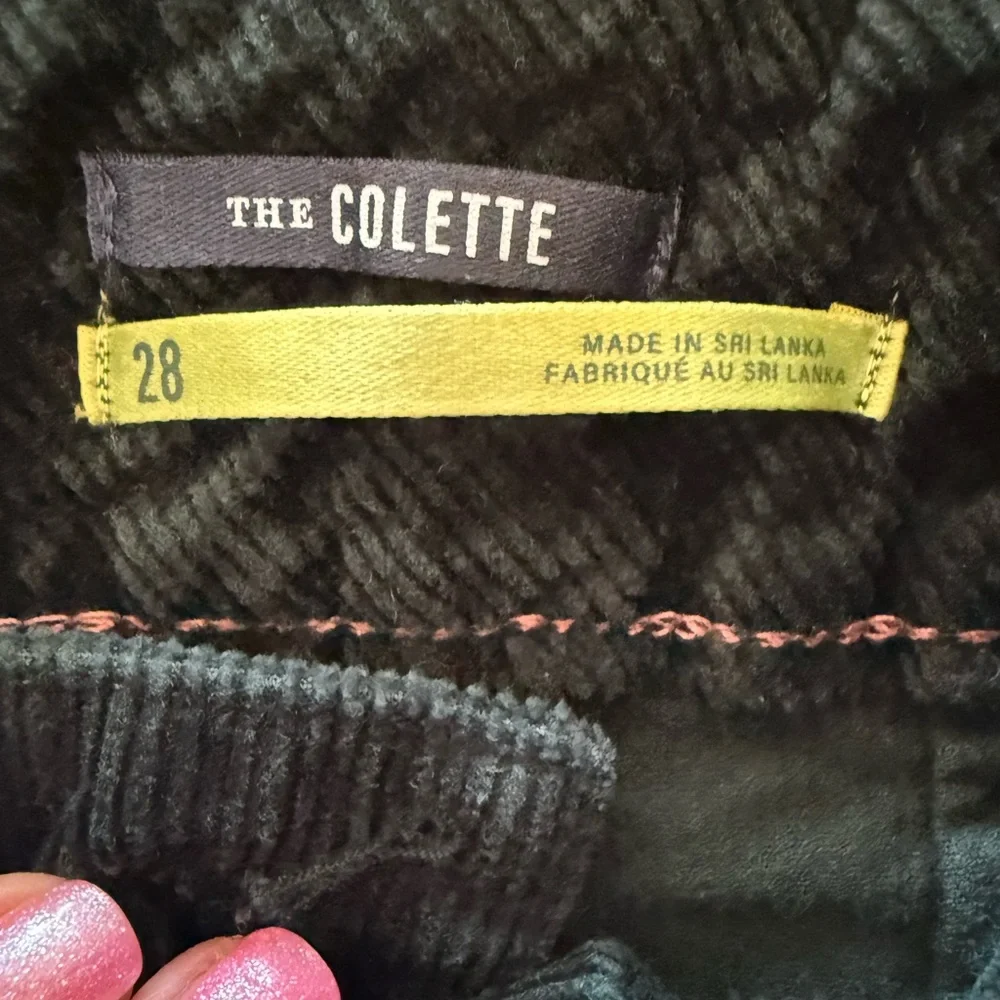 THE COLETTE
28
MADE IN SRI LANKA
FABRIQUÉ AU SRI LANKA